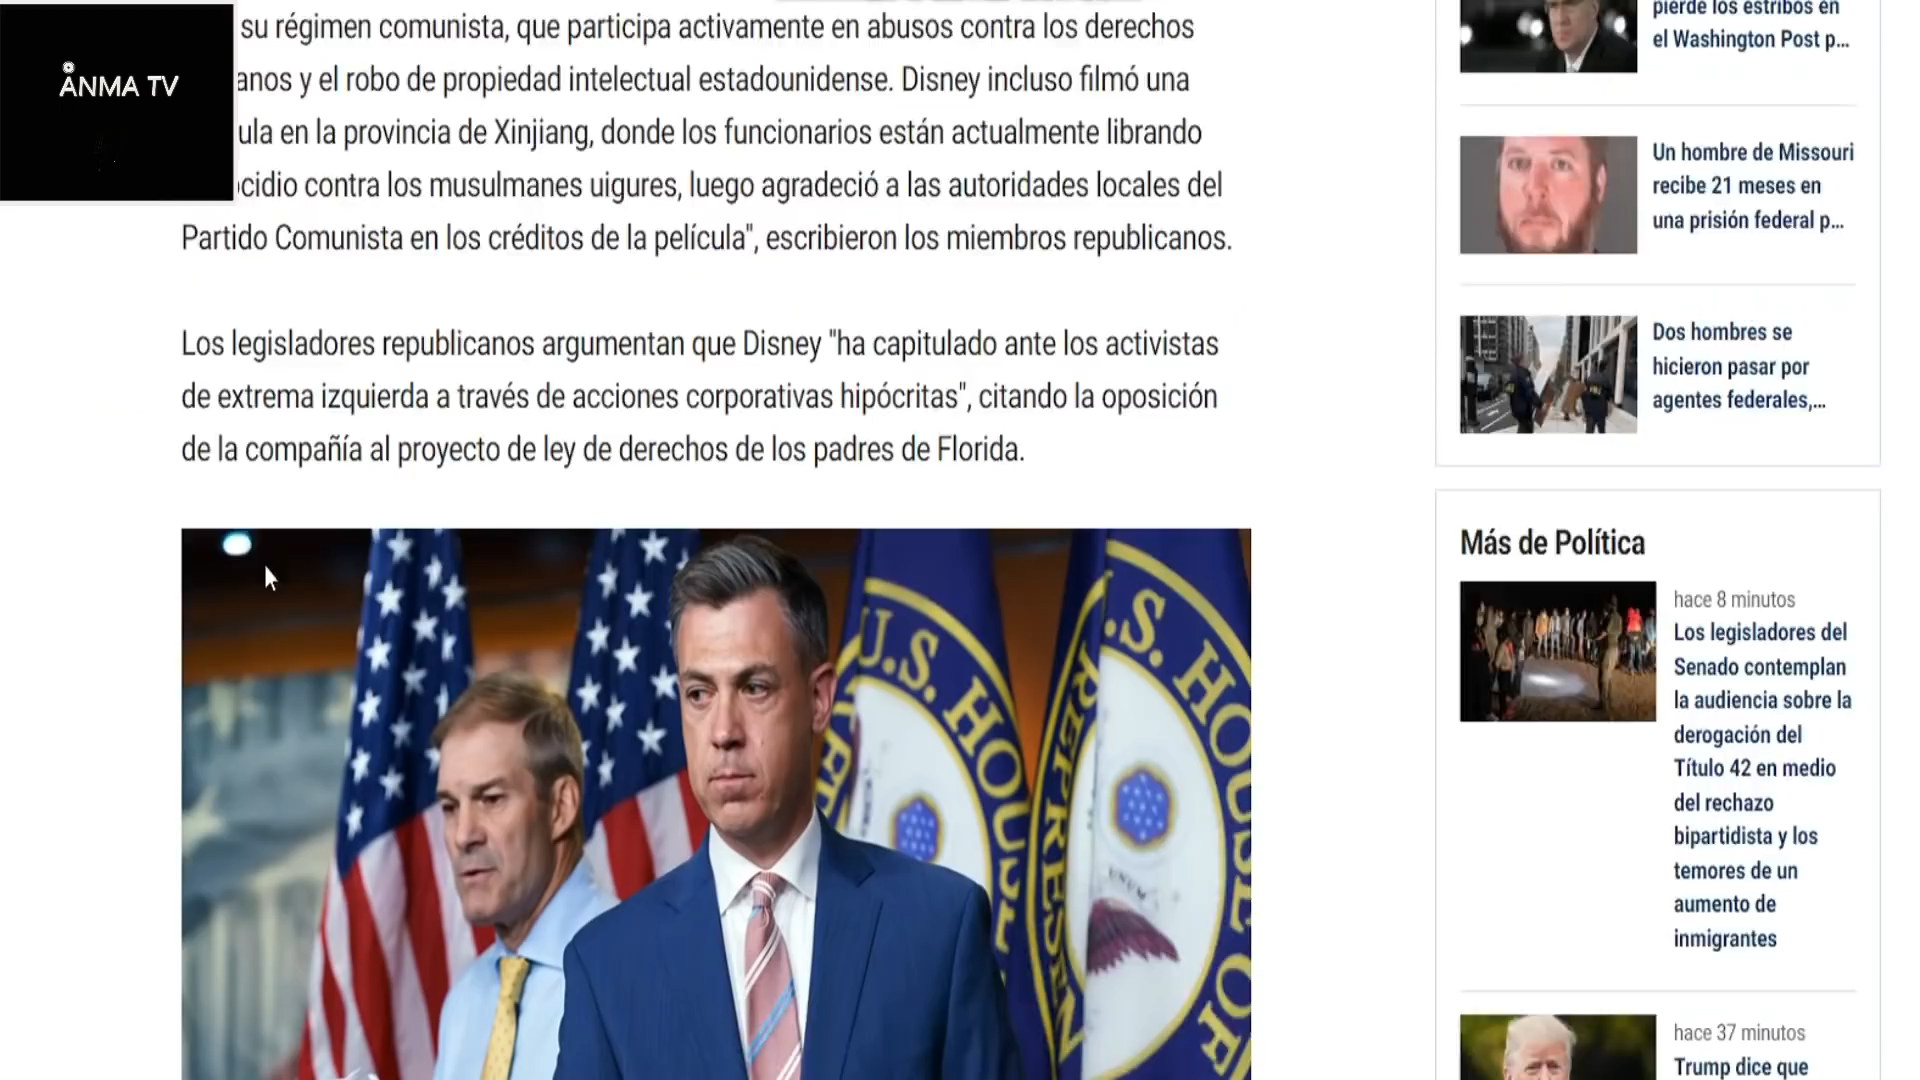 ANMA TV
su régimen comunista, que participa activamente en abusos contra los derechos
anos y el robo de propiedad intelectual estadounidense. Disney incluso filmó una
ula en la provincia de Xinjiang, donde los funcionarios están actualmente librando
ocidio contra los musulmanes uigures, luego agradeció a las autoridades locales del
Partido Comunista en los créditos de la película", escribieron los miembros republicanos.
Los legisladores republicanos argumentan que Disney "ha capitulado ante los activistas
de extrema izquierda a través de acciones corporativas hipócritas", citando la oposición
de la compañía al proyecto de ley de derechos de los padres de Florida.
U.S. HOUSE
REPRESEN
U.S. HOUSE OF
UNUM
pierde los estribos en
el Washington Post p...
Un hombre de Missouri
recibe 21 meses en
una prisión federal p...
Dos hombres se
hicieron pasar por
agentes federales,...
Más de Política
hace 8 minutos
Los legisladores del
Senado contemplan
la audiencia sobre la
derogación del
Título 42 en medio
del rechazo
bipartidista y los
temores de un
aumento de
inmigrantes
hace 37 minutos
Trump dice que